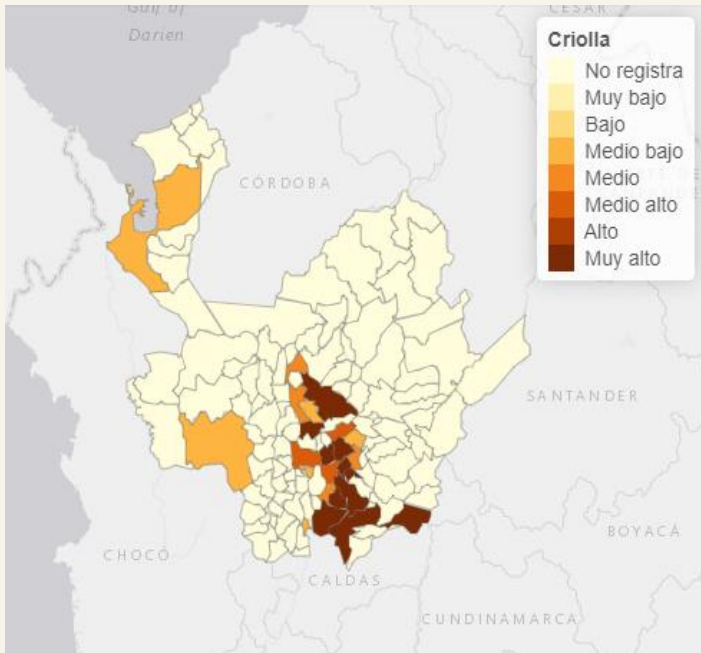 Gulf of
Darien
CESAR
Criolla
No registra
Muy bajo
Bajo
Medio bajo
Medio
Medio alto
Alto
Muy alto
CÓRDOBA
SANTANDER
BOYACÁ
CHOCÓ
CALDAS
CUNDINAMARCA